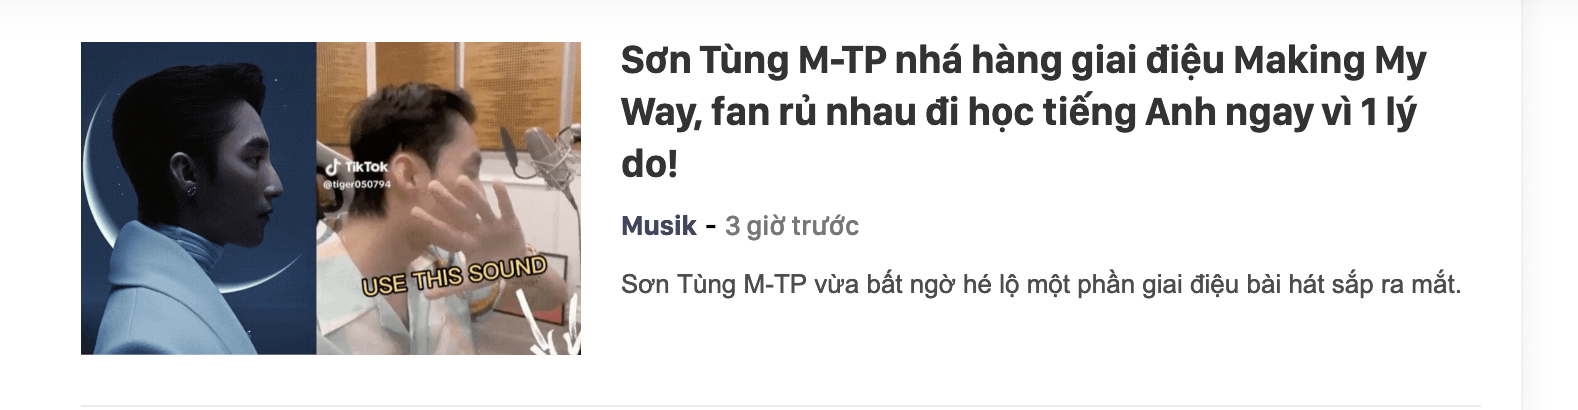 TikTok
@tiger050794
USE THIS SOUND
Sơn Tùng M-TP nhá hàng giai điệu Making My
Way, fan rủ nhau đi học tiếng Anh ngay vì 1 lý
do!
Musik - 3 giờ trước
Sơn Tùng M-TP vừa bất ngờ hé lộ một phần giai điệu bài hát sắp ra mắt.